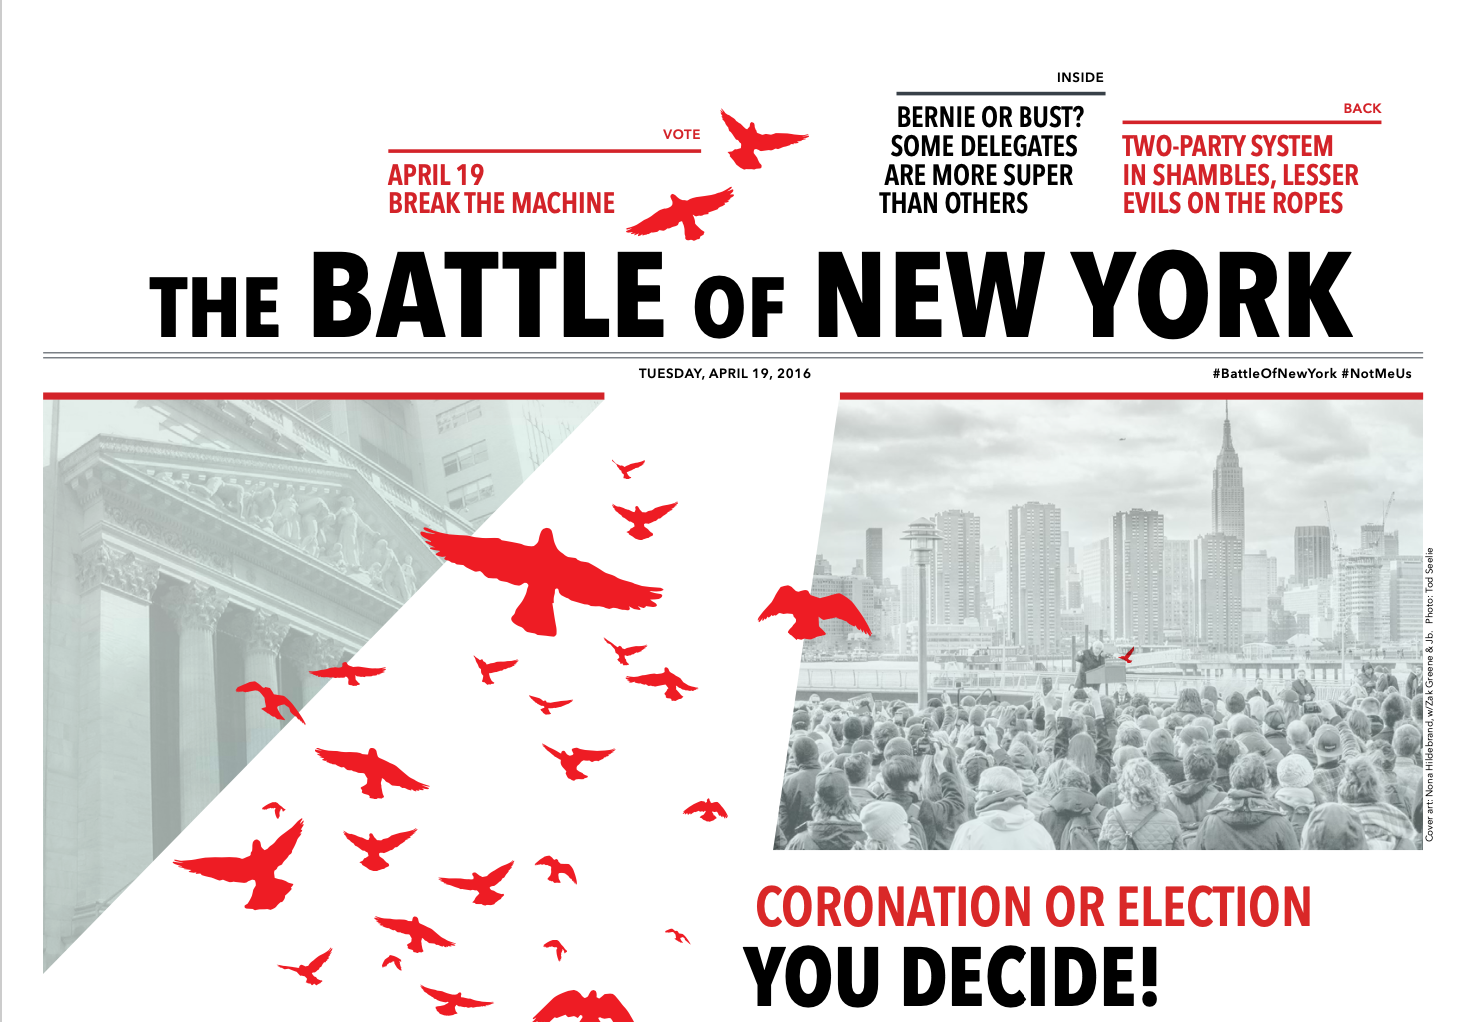 INSIDE
BERNIE OR BUST?
SOME DELEGATES
ARE MORE SUPER
THAN OTHERS
BACK
TWO-PARTY SYSTEM
IN SHAMBLES, LESSER
EVILS ON THE ROPES
VOTE
APRIL 19
BREAK THE MACHINE
THE BATTLE OF NEW YORK
TUESDAY, APRIL 19, 2016
#BattleOfNewYork #NotMeUs
Cover art: Nona Hildebrand, w/Zak Greene & Jb. Photo: Tod Seelie
CORONATION OR ELECTION
YOU DECIDE!